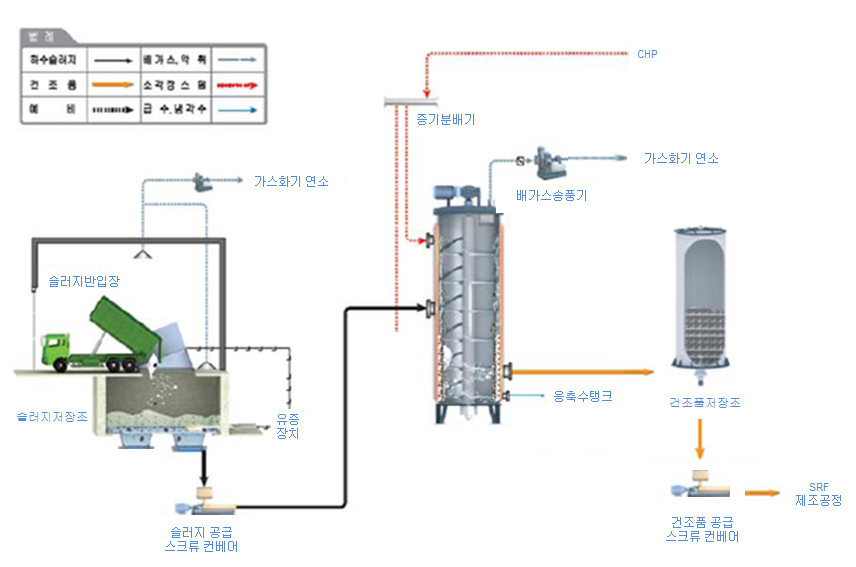 범 례
하수슬러지
배가스,악 취
건 조 품
소각장스팀
예 비
급 수,냉각수
CHP
증기분배기
가스화기 연소
가스화기 연소
배가스송풍기
슬러지반입장
슬러지저장조
유증
장치
응축수탱크
건조품저장조
슬러지 공급
스크류 컨베어
건조품 공급
스크류 컨베어
SRF
제조공정